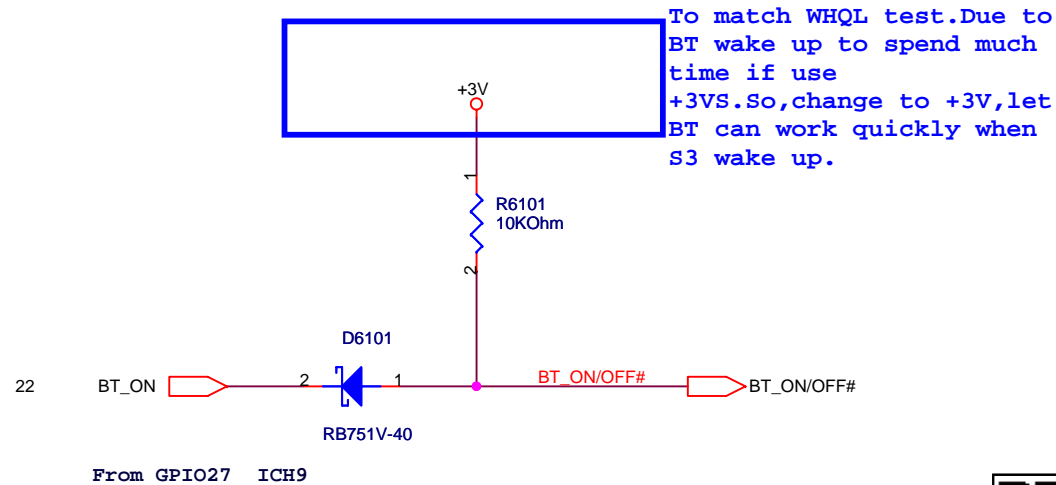 To match WHQL test.Due to
BT wake up to spend much
time if use
+3VS.So,change to +3V,let
BT can work quickly when
S3 wake up.
+3V
1
R6101
10KOhm
2
D6101
22 BT_ON 2 1 BT_ON/OFF# BT_ON/OFF#
RB751V-40
From GPIO27 ICH9